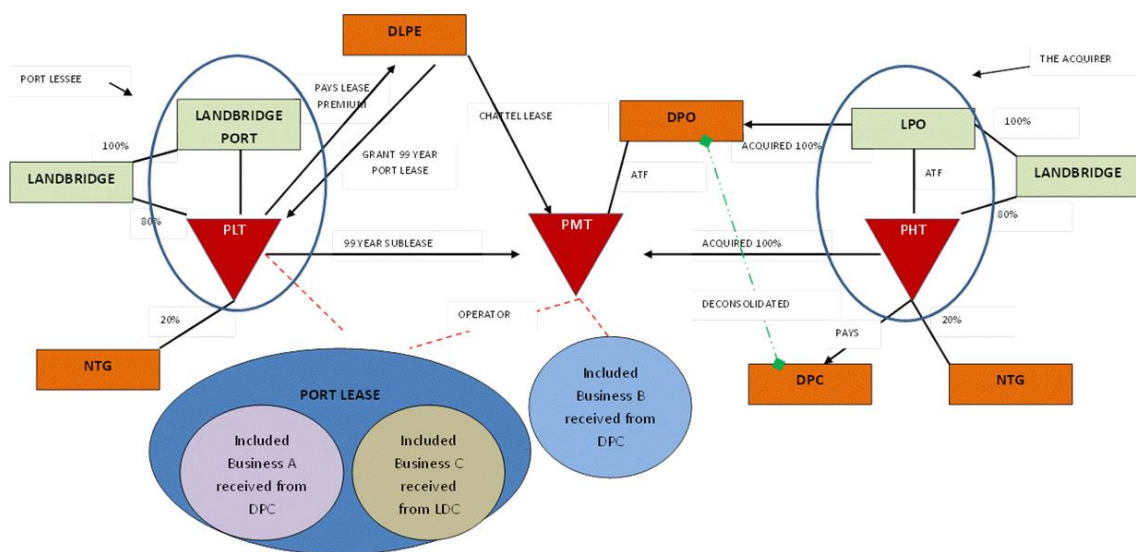 DLPE
PORT LESSEE
THE ACQUIRER
PAYS LEASE
PREMIUM
LANDBRIDGE
PORT
CHATTEL LEASE
DPO
LPO
100%
ACQUIRED 100%
100%
GRANT 99 YEAR
PORT LEASE
LANDBRIDGE
ATF
ATF
LANDBRIDGE
80%
PLT
PMT
PHT
80%
99 YEAR SUBLEASE
ACQUIRED 100%
20%
OPERATOR
DECONSOLIDATED
PAYS
20%
NTG
DPC
NTG
PORT LEASE
Included
Business A
received from
DPC
Included
Business C
received
from LDC
Included
Business B
received from
DPC